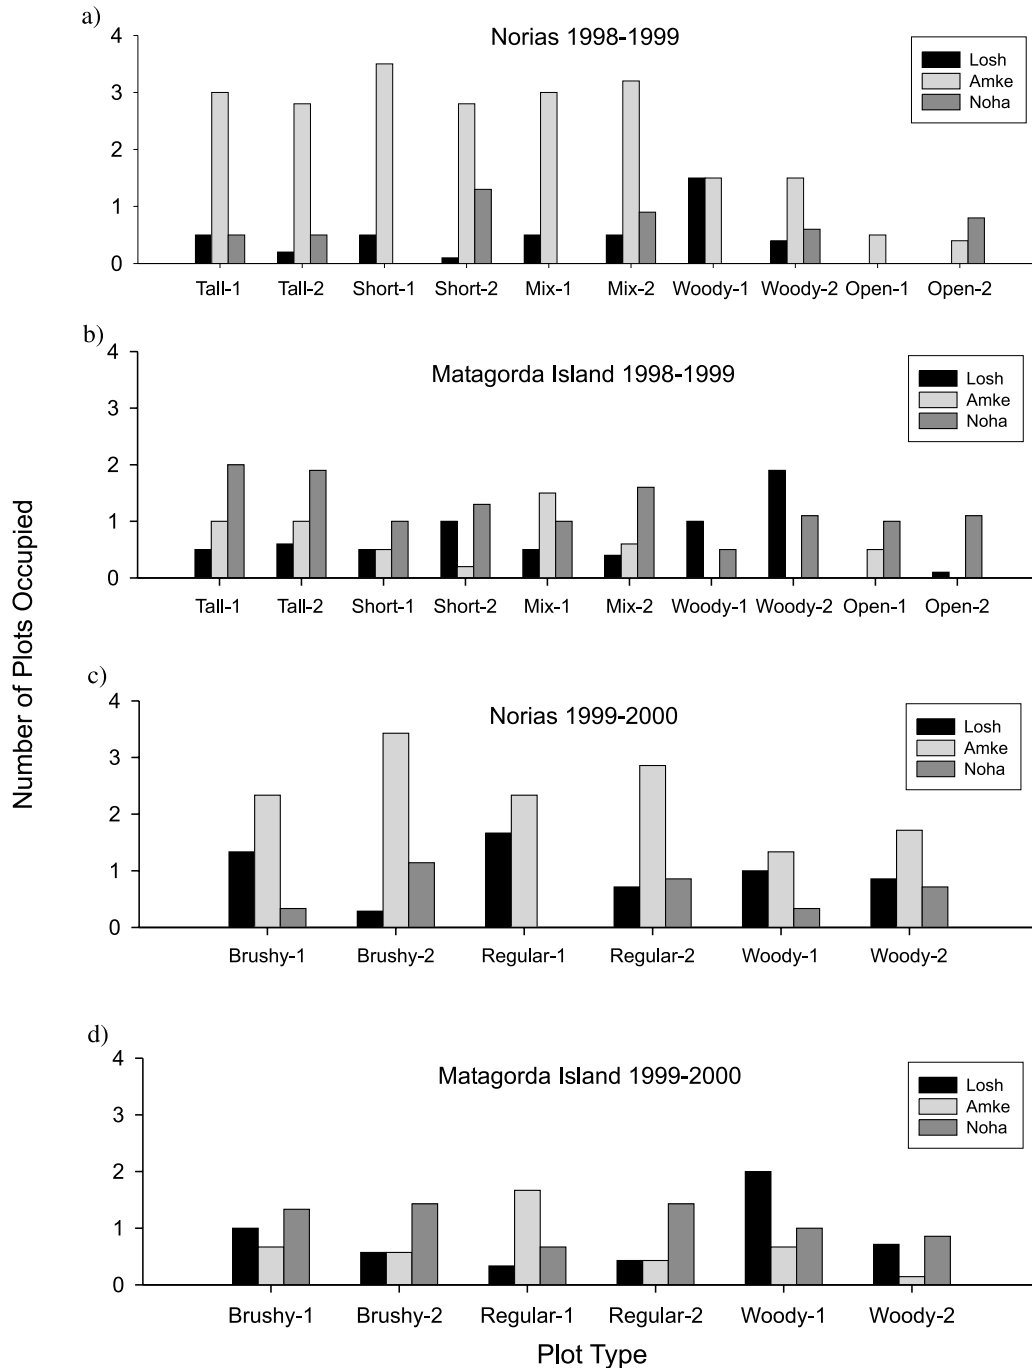 a)
Norias 1998-1999
4
3
2
1
0
Losh
Amke
Noha
Tall-1 Tall-2 Short-1 Short-2 Mix-1 Mix-2 Woody-1 Woody-2 Open-1 Open-2
b)
Matagorda Island 1998-1999
4
3
2
1
0
Losh
Amke
Noha
Tall-1 Tall-2 Short-1 Short-2 Mix-1 Mix-2 Woody-1 Woody-2 Open-1 Open-2
Number of Plots Occupied
c)
Norias 1999-2000
4
3
2
1
0
Losh
Amke
Noha
Brushy-1 Brushy-2 Regular-1 Regular-2 Woody-1 Woody-2
d)
Matagorda Island 1999-2000
4
3
2
1
0
Losh
Amke
Noha
Brushy-1 Brushy-2 Regular-1 Regular-2 Woody-1 Woody-2
Plot Type